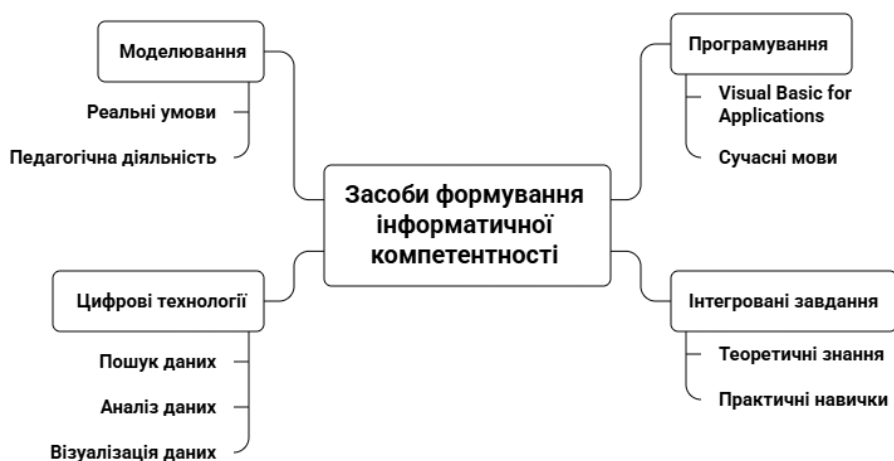 Моделювання
Реальні умови
Педагогічна діяльність
Програмування
Visual Basic for
Applications
Сучасні мови
Засоби формування
інформатичної
компетентності
Цифрові технології
Пошук даних
Аналіз даних
Візуалізація даних
Інтегровані завдання
Теоретичні знання
Практичні навички